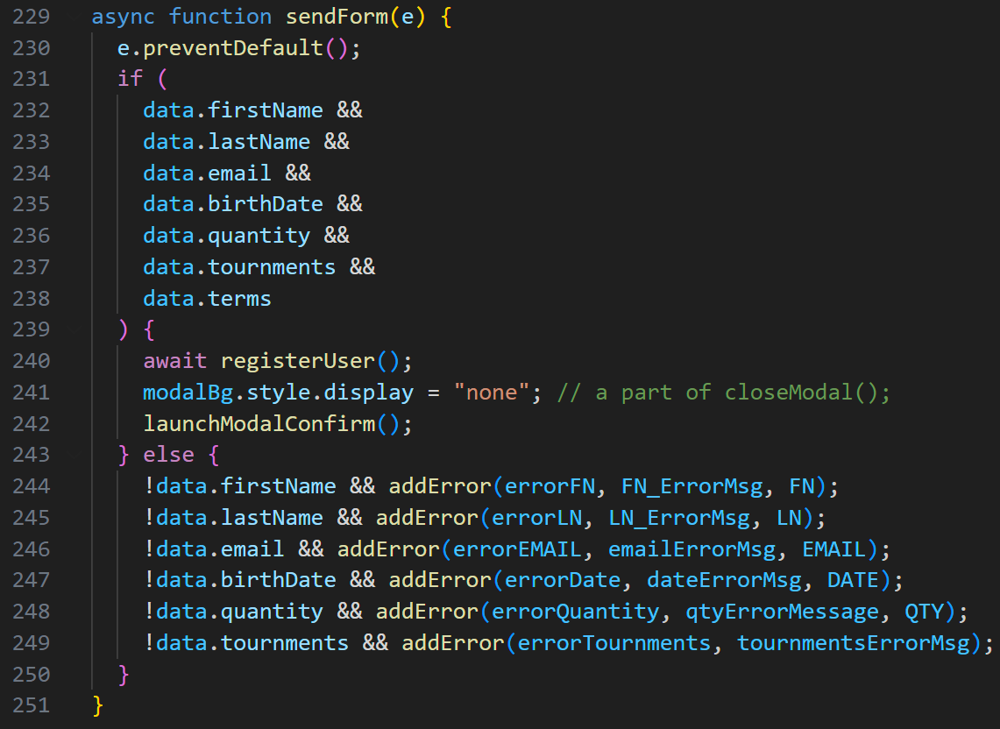 229 async function sendForm(e) {
230 e.preventDefault();
231 if (
232 data.firstName &&
233 data.lastName &&
234 data.email &&
235 data.birthDate &&
236 data.quantity &&
237 data.tournments &&
238 data.terms
239 ) {
240 await registerUser();
241 modalBg.style.display = "none"; // a part of closeModal();
242 launchModalConfirm();
243 } else {
244 !data.firstName && addError(errorFN, FN_ErrorMsg, FN);
245 !data.lastName && addError(errorLN, LN_ErrorMsg, LN);
246 !data.email && addError(errorEMAIL, emailErrorMsg, EMAIL);
247 !data.birthDate && addError(errorDate, dateErrorMsg, DATE);
248 !data.quantity && addError(errorQuantity, qtyErrorMessage, QTY);
249 !data.tournments && addError(errorTournments, tournmentsErrorMsg);
250 }
251 }